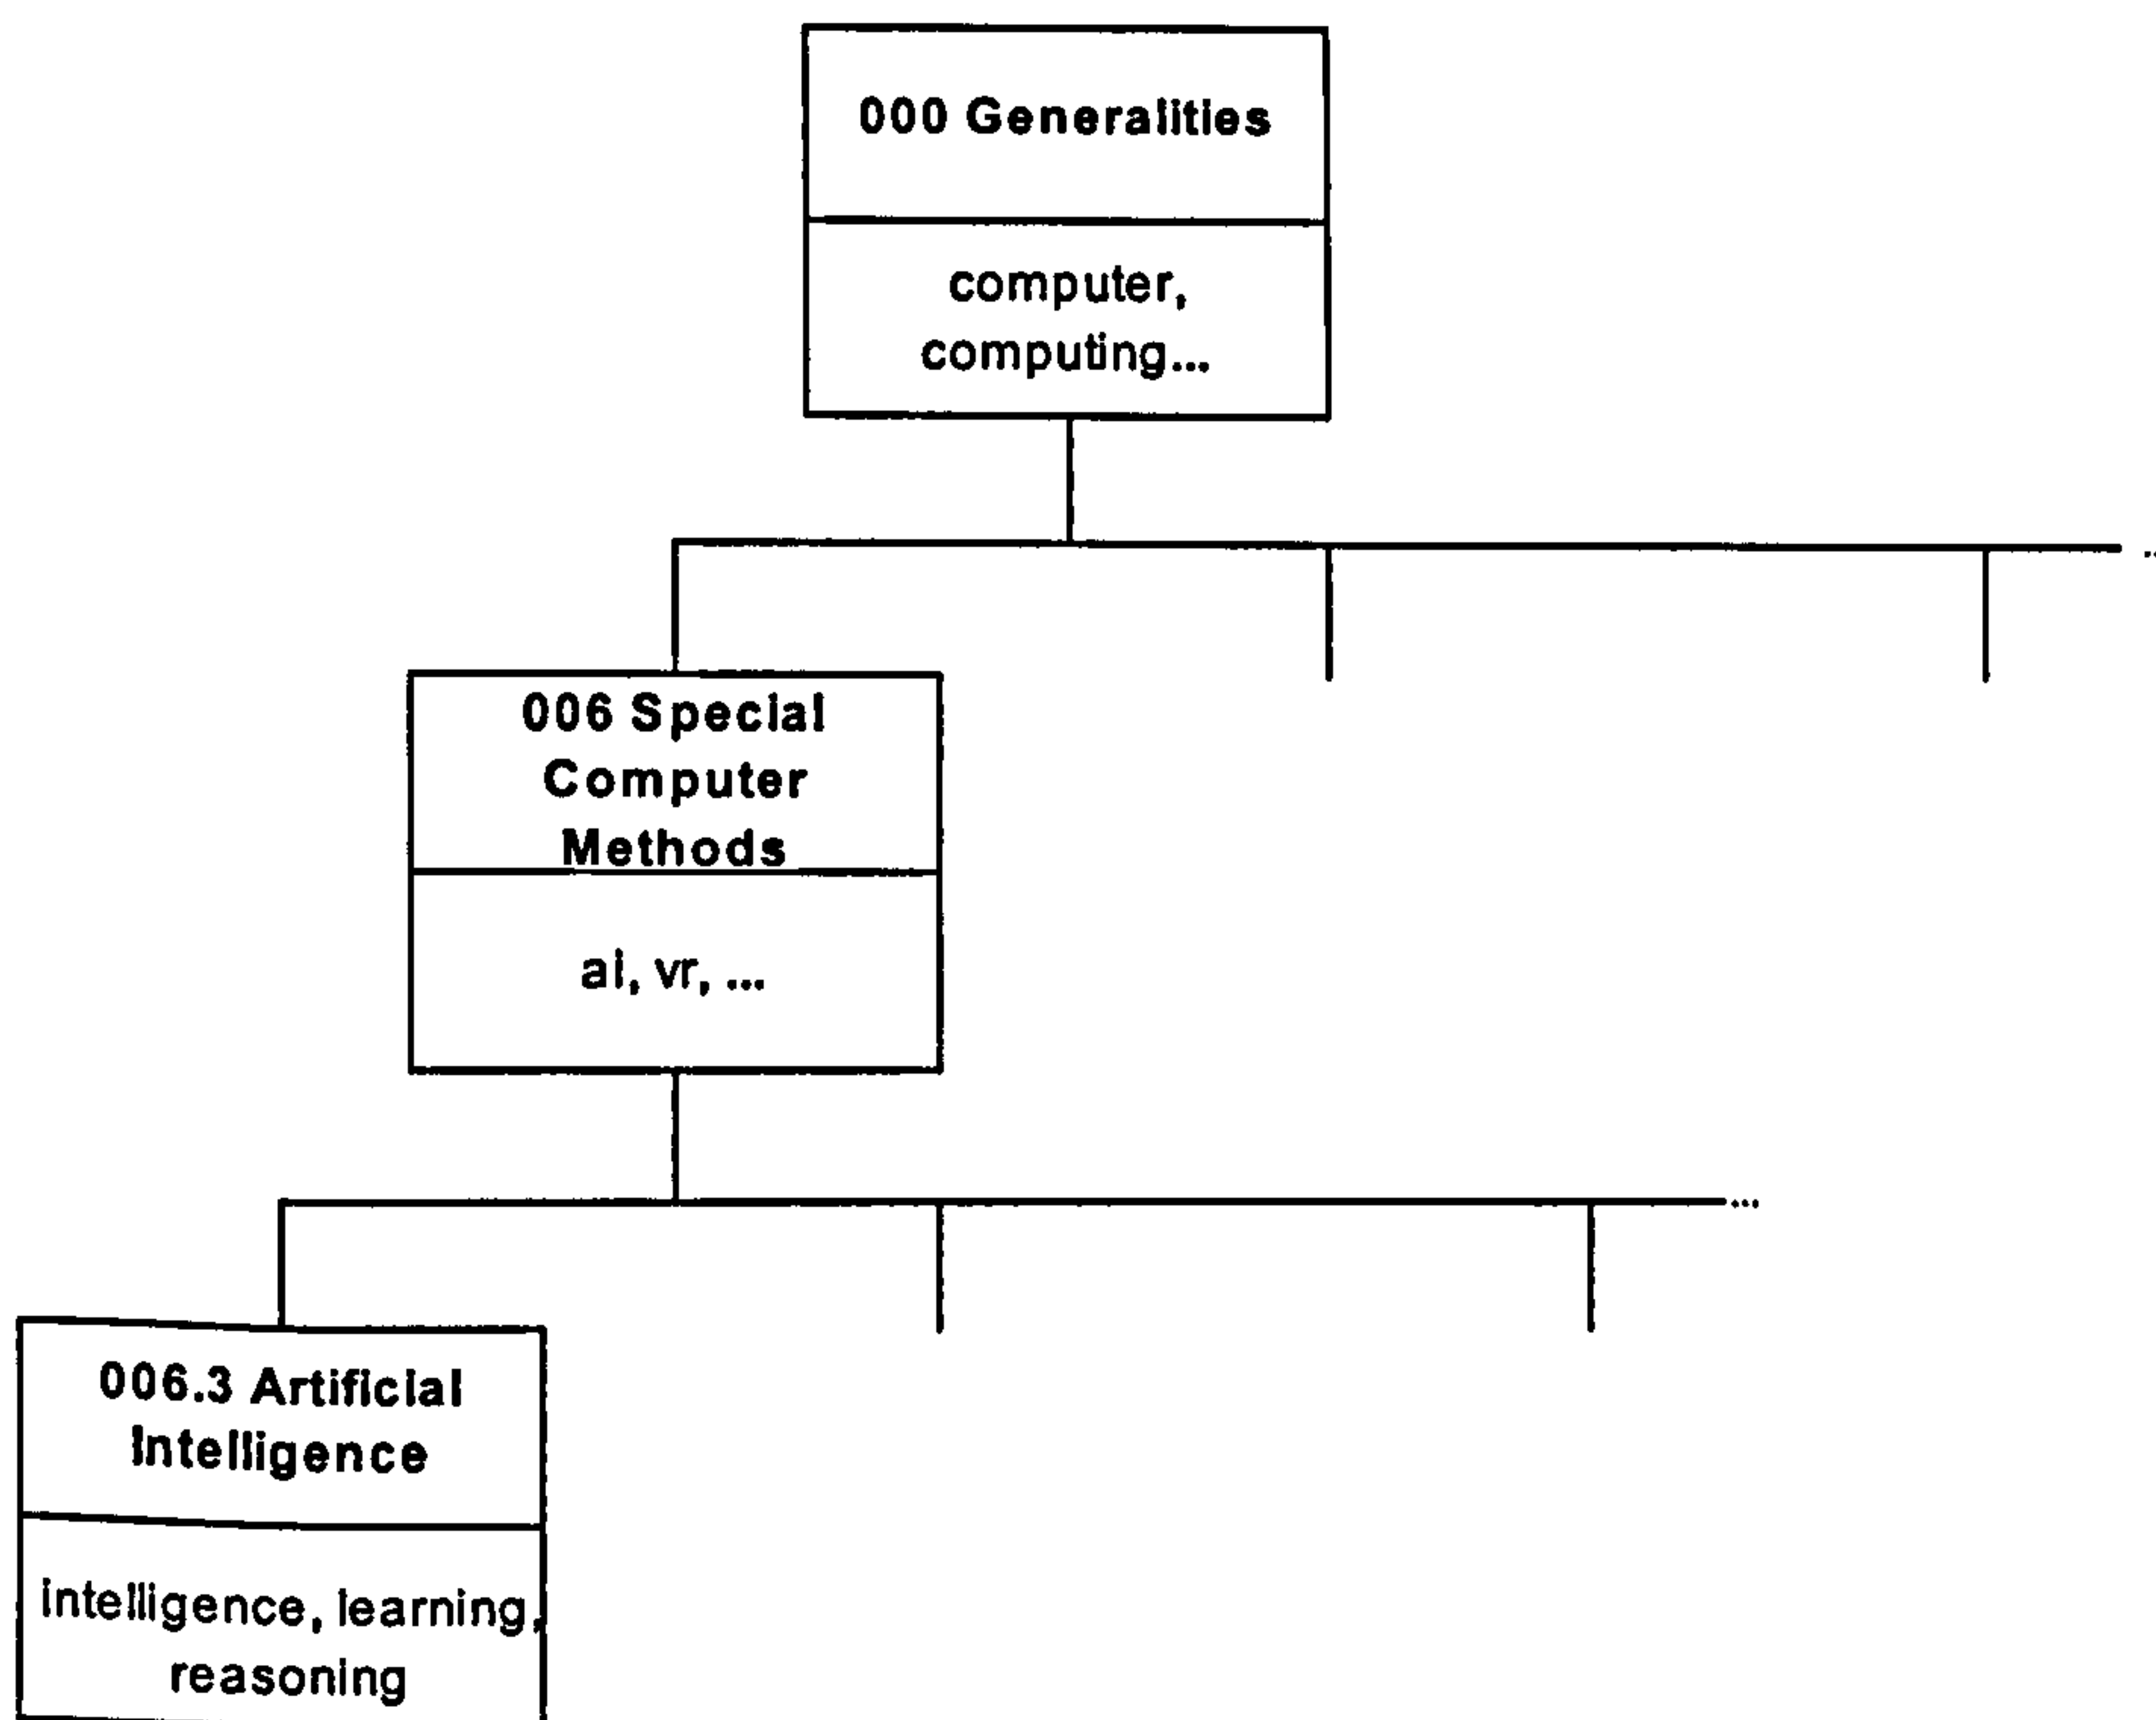 000 Generalities
computer,
computing...
...
006 Special
Computer
Methods
ai, vr, ...
...
006.3 Artificial
Intelligence
intelligence, learning,
reasoning